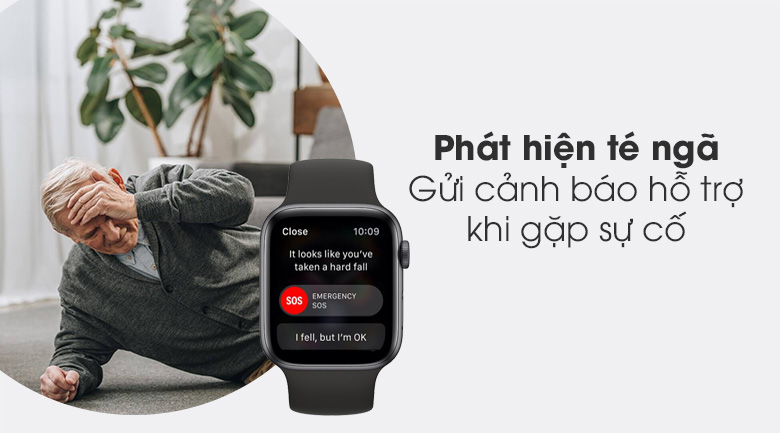 Phát hiện té ngã
Gửi cảnh báo hỗ trợ
khi gặp sự cố
Close 10:09
It looks like you've
taken a hard fall
SOS EMERGENCY
SOS
I fell, but I'm OK